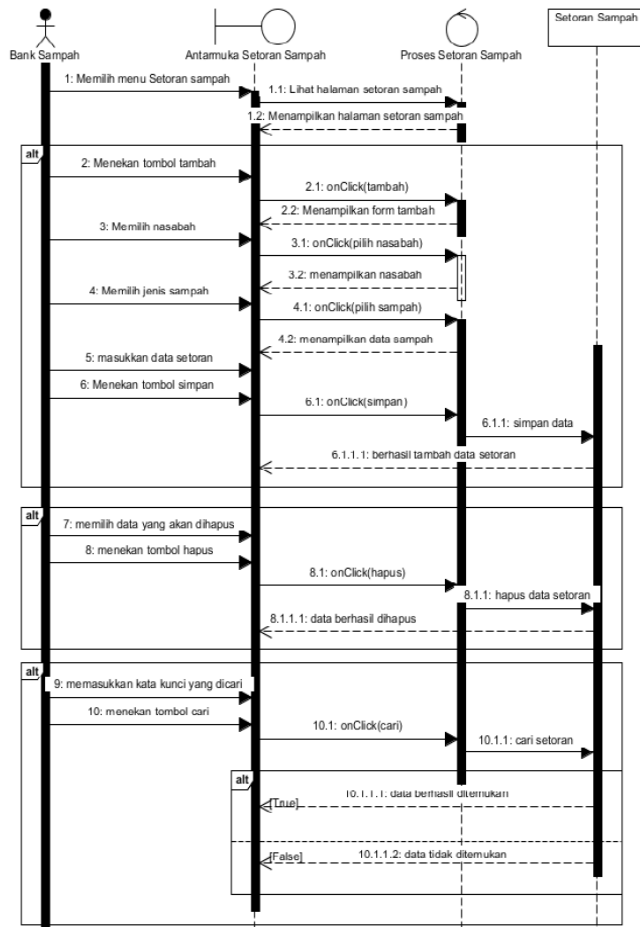 Bank Sampah
Antarmuka Setoran Sampah
Proses Setoran Sampah
Setoran Sampah
1: Memilih menu Setoran sampah
1.1: Lihat halaman setoran sampah
1.2: Menampilkan halaman setoran sampah
alt
2: Menekan tombol tambah
2.1: onClick(tambah)
2.2: Menampilkan form tambah
3: Memilih nasabah
3.1: onClick(pilih nasabah)
3.2: menampilkan nasabah
4: Memilih jenis sampah
4.1: onClick(pilih sampah)
4.2: menampilkan data sampah
5: masukkan data setoran
6: Menekan tombol simpan
6.1: onClick(simpan)
6.1.1: simpan data
6.1.1.1: berhasil tambah data setoran
alt
7: memilih data yang akan dihapus
8: menekan tombol hapus
8.1: onClick(hapus)
8.1.1: hapus data setoran
8.1.1.1: data berhasil dihapus
alt
9: memasukkan kata kunci yang dicari
10: menekan tombol cari
10.1: onClick(cari)
10.1.1: cari setoran
alt
10.1.1.1: data berhasil ditemukan
[True]
10.1.1.2: data tidak ditemukan
[False]